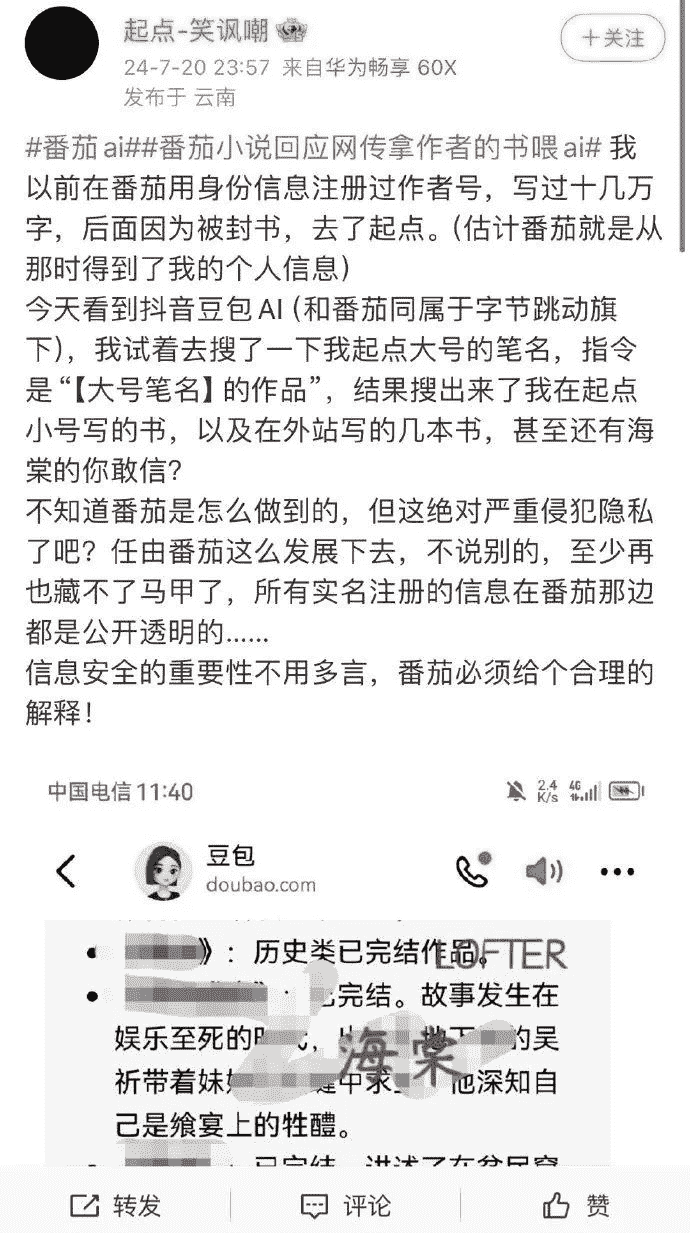 起点-笑讽嘲
+关注
24-7-20 23:57 来自华为畅享 60X
发布于 云南
#番茄ai##番茄小说回应网传拿作者的书喂ai# 我
以前在番茄用身份信息注册过作者号，写过十几万
字，后面因为被封书，去了起点。（估计番茄就是从
那时得到了我的个人信息）
今天看到抖音豆包AI（和番茄同属于字节跳动旗
下），我试着去搜了一下我起点大号的笔名，指令
是“【大号笔名】的作品”，结果搜出来了我在起点
小号写的书，以及在外站写的几本书，甚至还有海
棠的你敢信？
不知道番茄是怎么做到的，但这绝对严重侵犯隐私
了吧？任由番茄这么发展下去，不说别的，至少再
也藏不了马甲了，所有实名注册的信息在番茄那边
都是公开透明的……
信息安全的重要性不用多言，番茄必须给个合理的
解释！
中国电信 11:40
2.4 K/s 4G
豆包
doubao.com
》：历史类已完结作品。
LOFTER
完结。故事发生在
娱乐至死的 的吴
海棠
祈带着妹 中求 他深知自
己是飨宴上的牲醴。
转发
评论
赞